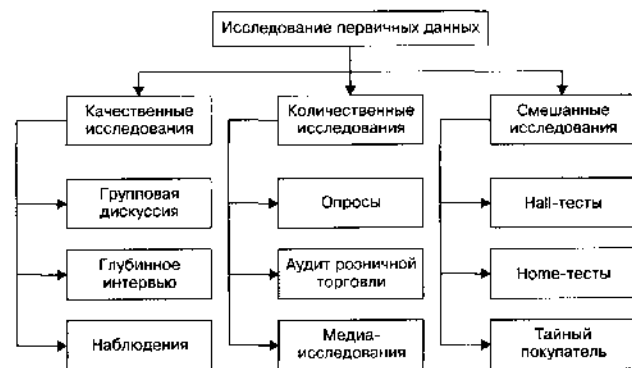 Исследование первичных данных
Качественные
исследования
Количественные
исследования
Смешанные
исследования
Групповая
дискуссия
Опросы
Hall-тесты
Глубинное
интервью
Аудит розничной
торговли
Home-тесты
Наблюдения
Медиа-
исследования
Тайный
покупатель